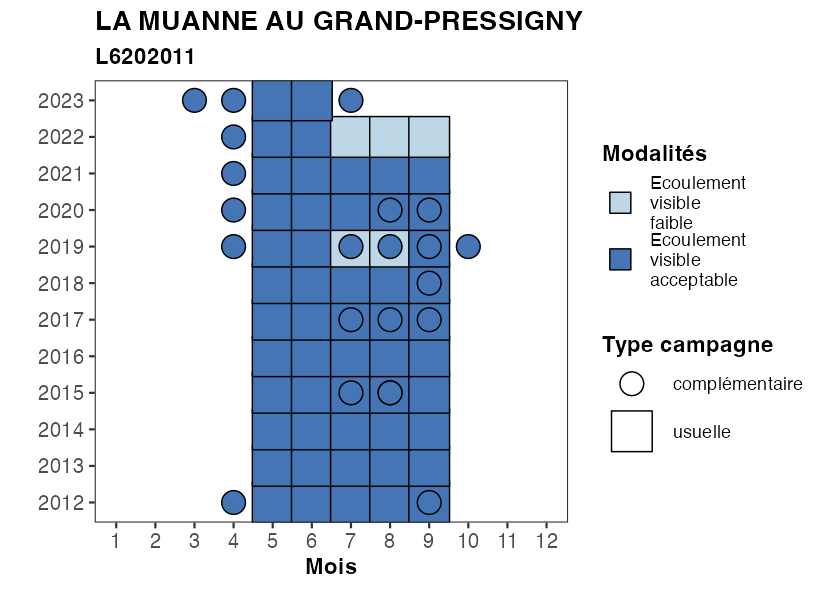 LA MUANNE AU GRAND-PRESSIGNY
L6202011
2023
2022
2021
2020
2019
2018
2017
2016
2015
2014
2013
2012
1 2 3 4 5 6 7 8 9 10 11 12
Mois
Modalités
Ecoulement
visible
faible
Ecoulement
visible
acceptable
Type campagne
complémentaire
usuelle